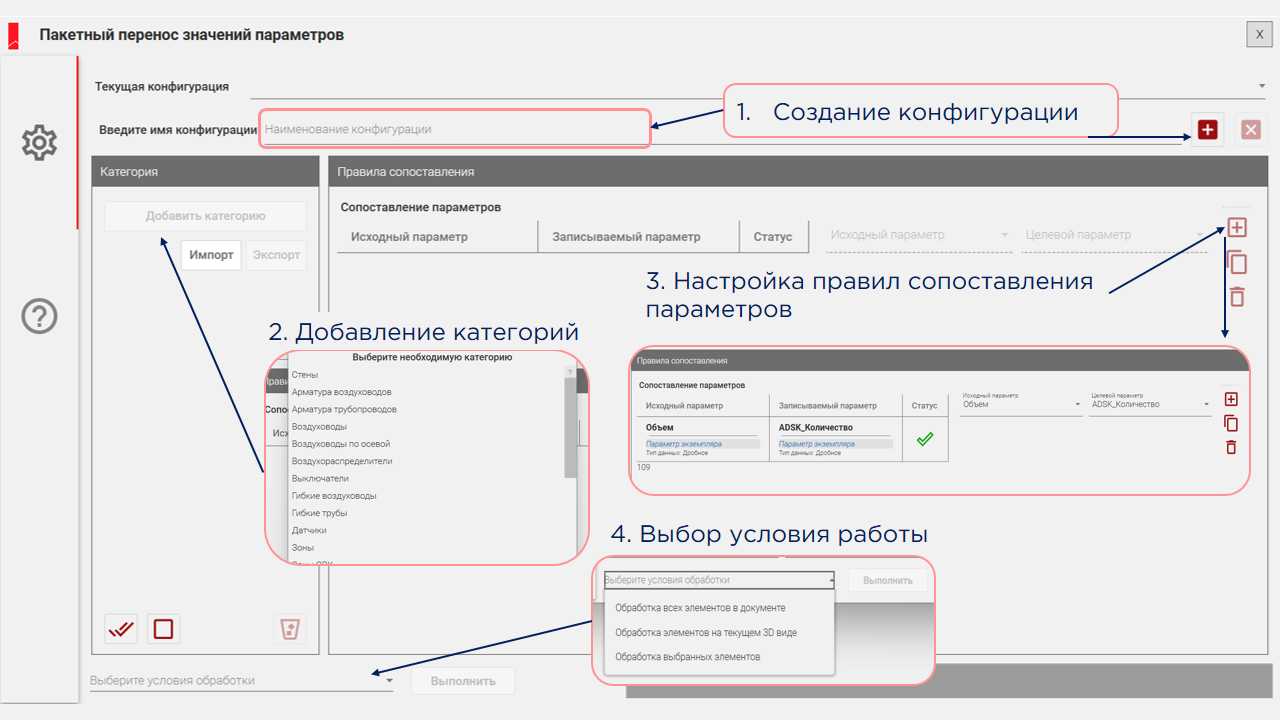 Пакетный перенос значений параметров
X
Текущая конфигурация
1. Создание конфигурации
Введите имя конфигурации
Наименование конфигурации
Категория
Правила сопоставления
Добавить категорию
Импорт
Экспорт
Сопоставление параметров
Исходный параметр
Записываемый параметр
Статус
Исходный параметр
Целевой параметр
3. Настройка правил сопоставления
параметров
2. Добавление категорий
Выберите необходимую категорию
Стены
Арматура воздуховодов
Арматура трубопроводов
Воздуховоды
Воздуховоды по осевой
Воздухораспределители
Выключатели
Гибкие воздуховоды
Гибкие трубы
Датчики
Зоны
Правила сопоставления
Сопоставление параметров
Исходный параметр
Записываемый параметр
Статус
Исходный параметр
Объем
Целевой параметр
ADSK_Количество
Объем
ADSK_Количество
Параметр экземпляра
Параметр экземпляра
Тип данных: Дробное
Тип данных: Дробное
109
4. Выбор условия работы
Выберите условия обработки
Выполнить
Обработка всех элементов в документе
Обработка элементов на текущем 3D виде
Обработка выбранных элементов
Выберите условия обработки
Выполнить